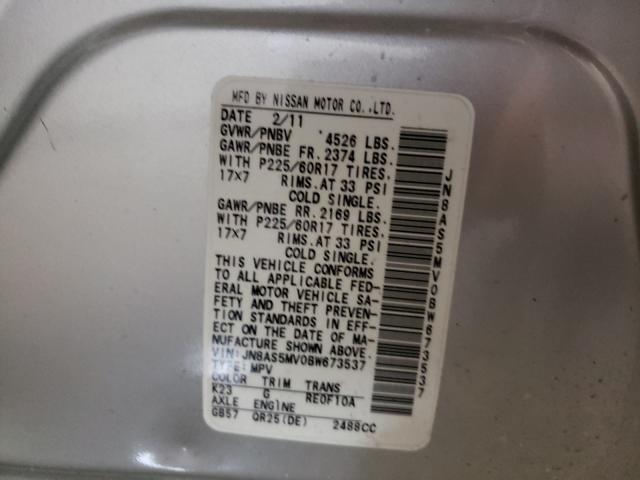 MFD BY NISSAN MOTOR CO.,LTD.
DATE 2/11
GVWR/PNBV 4526 LBS.
GAWR/PNBE FR. 2374 LBS.
WITH P225/60R17 TIRES.
17X7 RIMS.AT 33 PSI
COLD SINGLE.
GAWR/PNBE RR. 2169 LBS.
WITH P225/60R17 TIRES.
17X7 RIMS.AT 33 PSI
COLD SINGLE.
THIS VEHICLE CONFORMS
TO ALL APPLICABLE FED-
ERAL MOTOR VEHICLE SA-
FETY AND THEFT PREVEN-
TION STANDARDS IN EFF-
ECT ON THE DATE OF MA-
NUFACTURE SHOWN ABOVE.
VIN:JN8AS5MV0BW673537
TYPE:MPV
COLOR TRIM TRANS
K23 G RE0F10A
AXLE ENGINE
GB57 QR25(DE) 2488CC
JN8AS5MV0BW673537